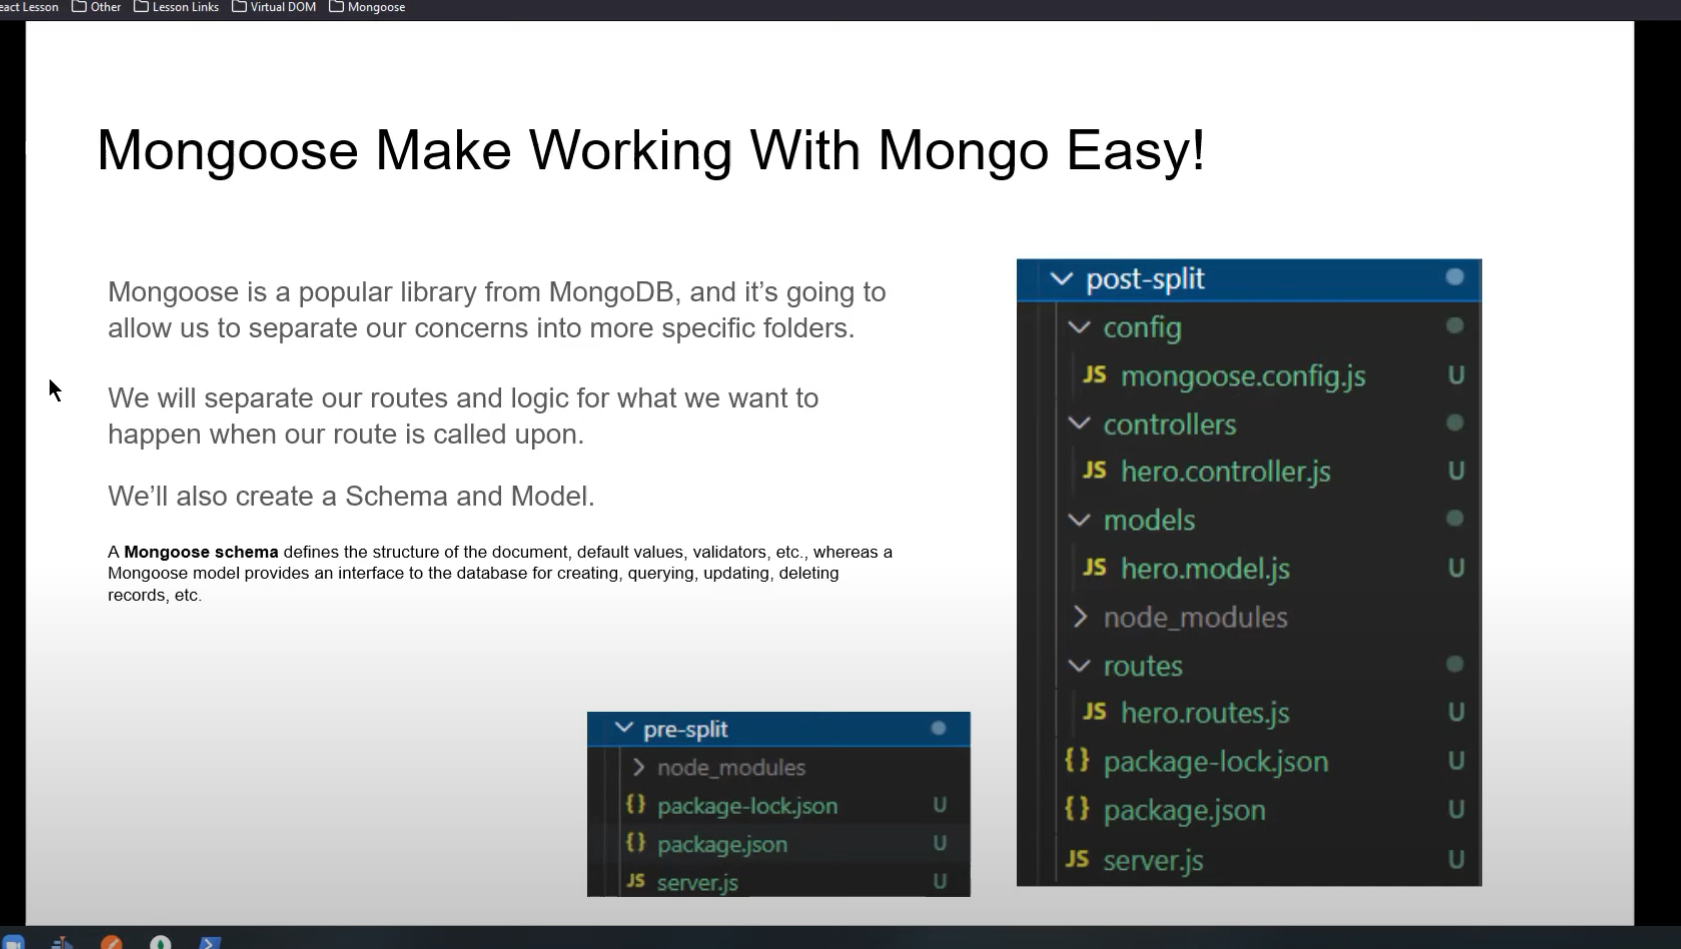 eact Lesson Other Lesson Links Virtual DOM Mongoose
Mongoose Make Working With Mongo Easy!
Mongoose is a popular library from MongoDB, and it’s going to
allow us to separate our concerns into more specific folders.
We will separate our routes and logic for what we want to
happen when our route is called upon.
We’ll also create a Schema and Model.
A Mongoose schema defines the structure of the document, default values, validators, etc., whereas a
Mongoose model provides an interface to the database for creating, querying, updating, deleting
records, etc.
pre-split
node_modules
{} package-lock.json U
{} package.json U
JS server.js U
post-split
config
JS mongoose.config.js U
controllers
JS hero.controller.js U
models
JS hero.model.js U
node_modules
routes
JS hero.routes.js U
{} package-lock.json U
{} package.json U
JS server.js U